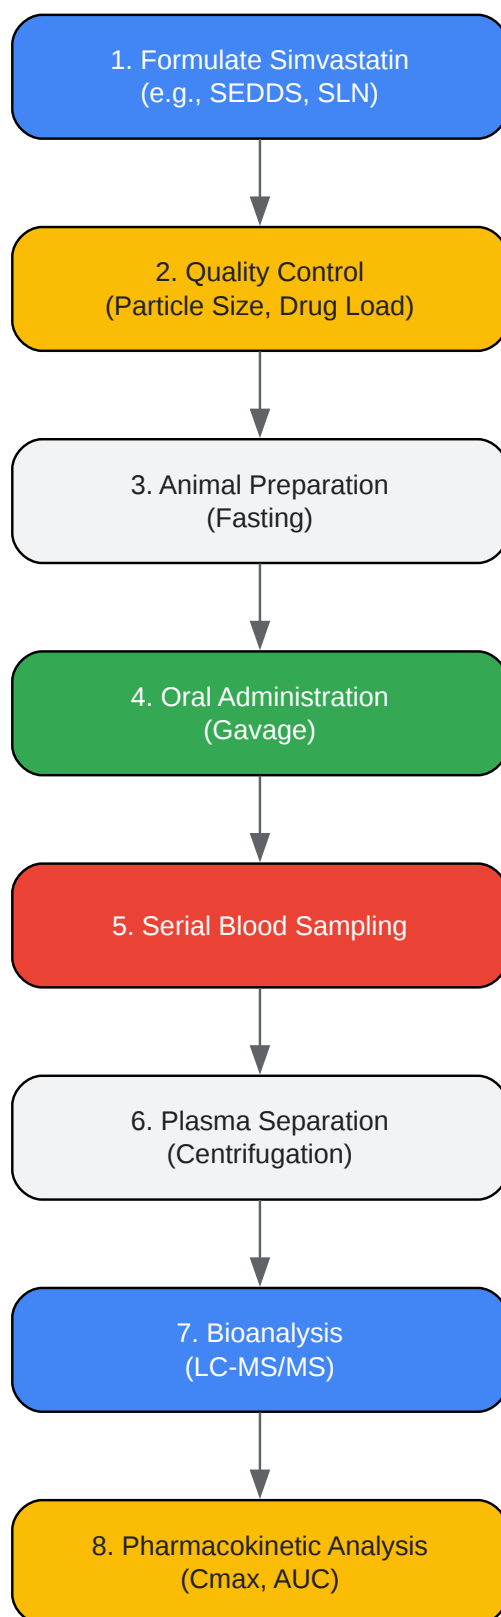 1. Formulate Simvastatin
(e.g., SEDDS, SLN)
2. Quality Control
(Particle Size, Drug Load)
3. Animal Preparation
(Fasting)
4. Oral Administration
(Gavage)
5. Serial Blood Sampling
6. Plasma Separation
(Centrifugation)
7. Bioanalysis
(LC-MS/MS)
8. Pharmacokinetic Analysis
(Cmax, AUC)